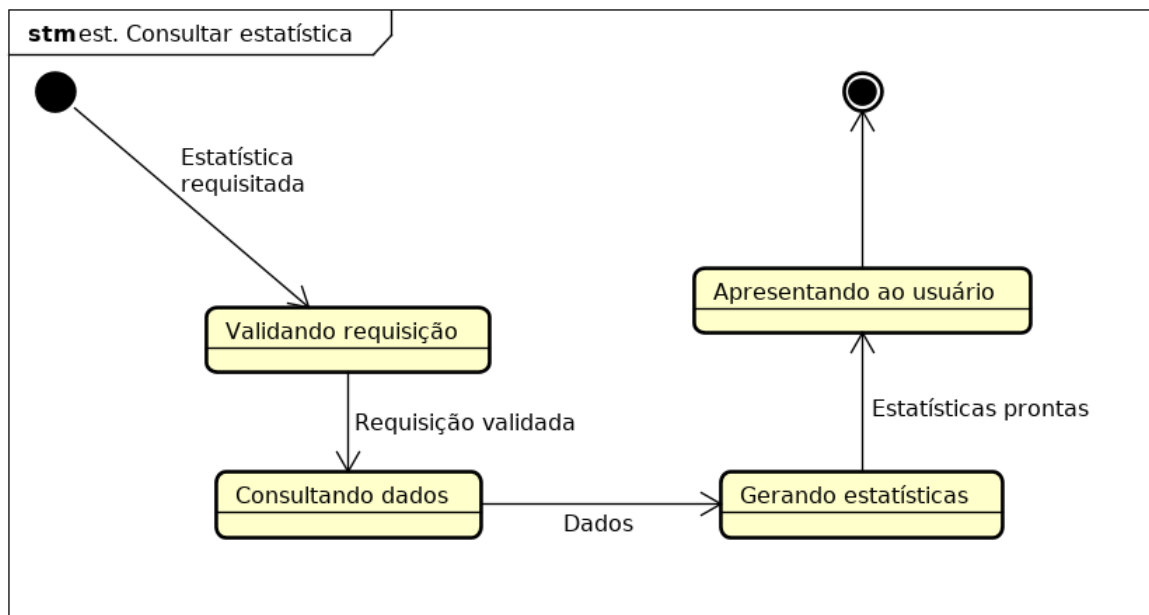 stm est. Consultar estatística
Estatística
requisitada
Validando requisição
Requisição validada
Consultando dados
Dados
Gerando estatísticas
Estatísticas prontas
Apresentando ao usuário